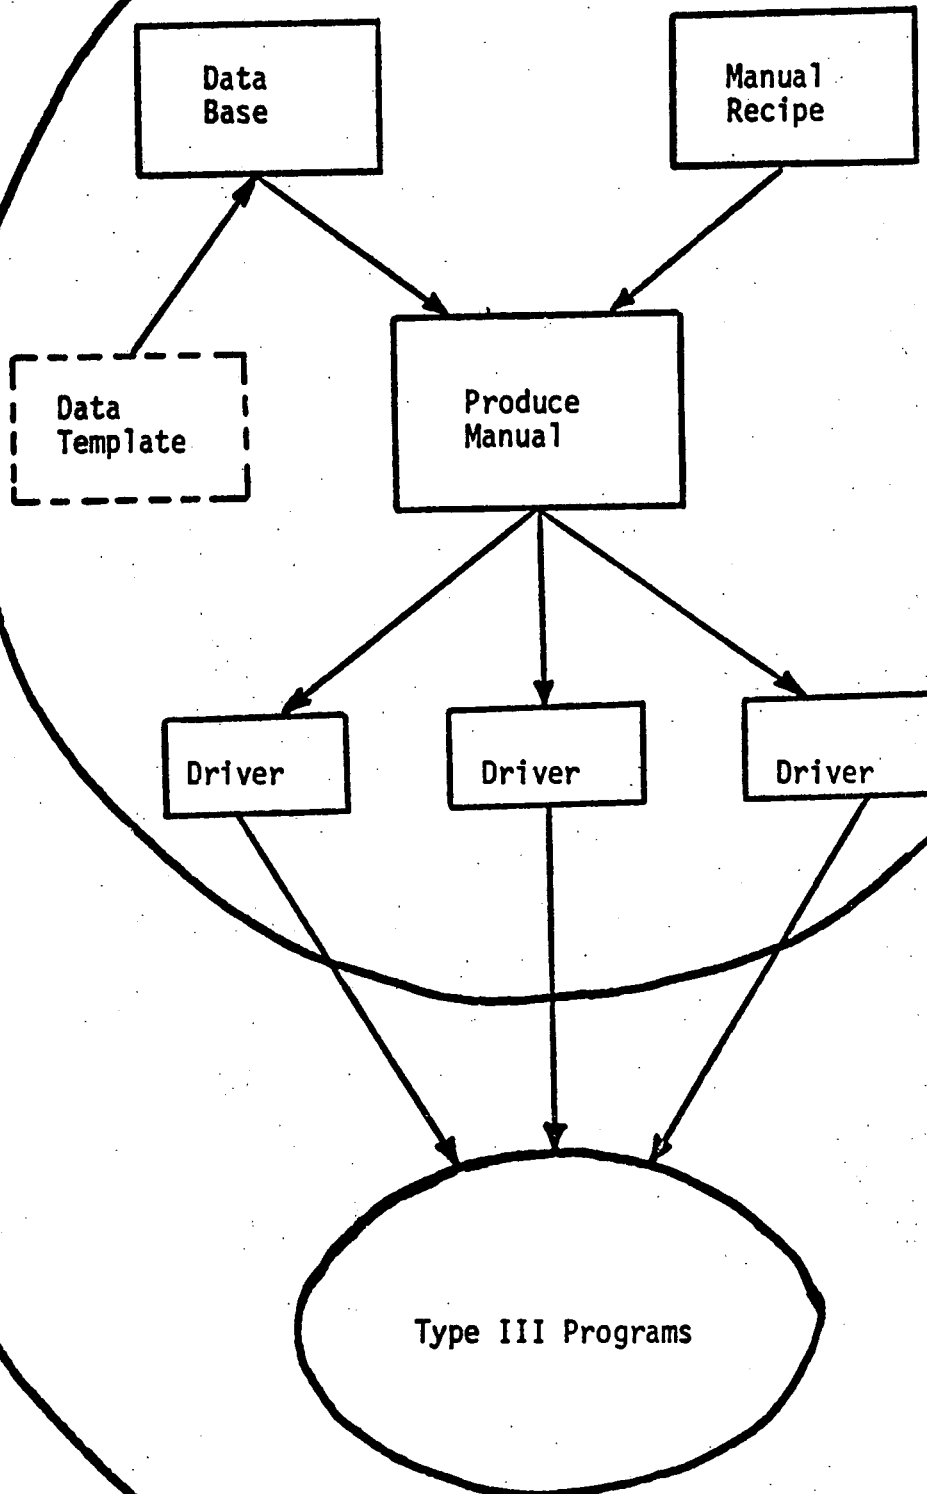 Data
Base
Manual
Recipe
Data
Template
Produce
Manual
Driver
Driver
Driver
Type III Programs